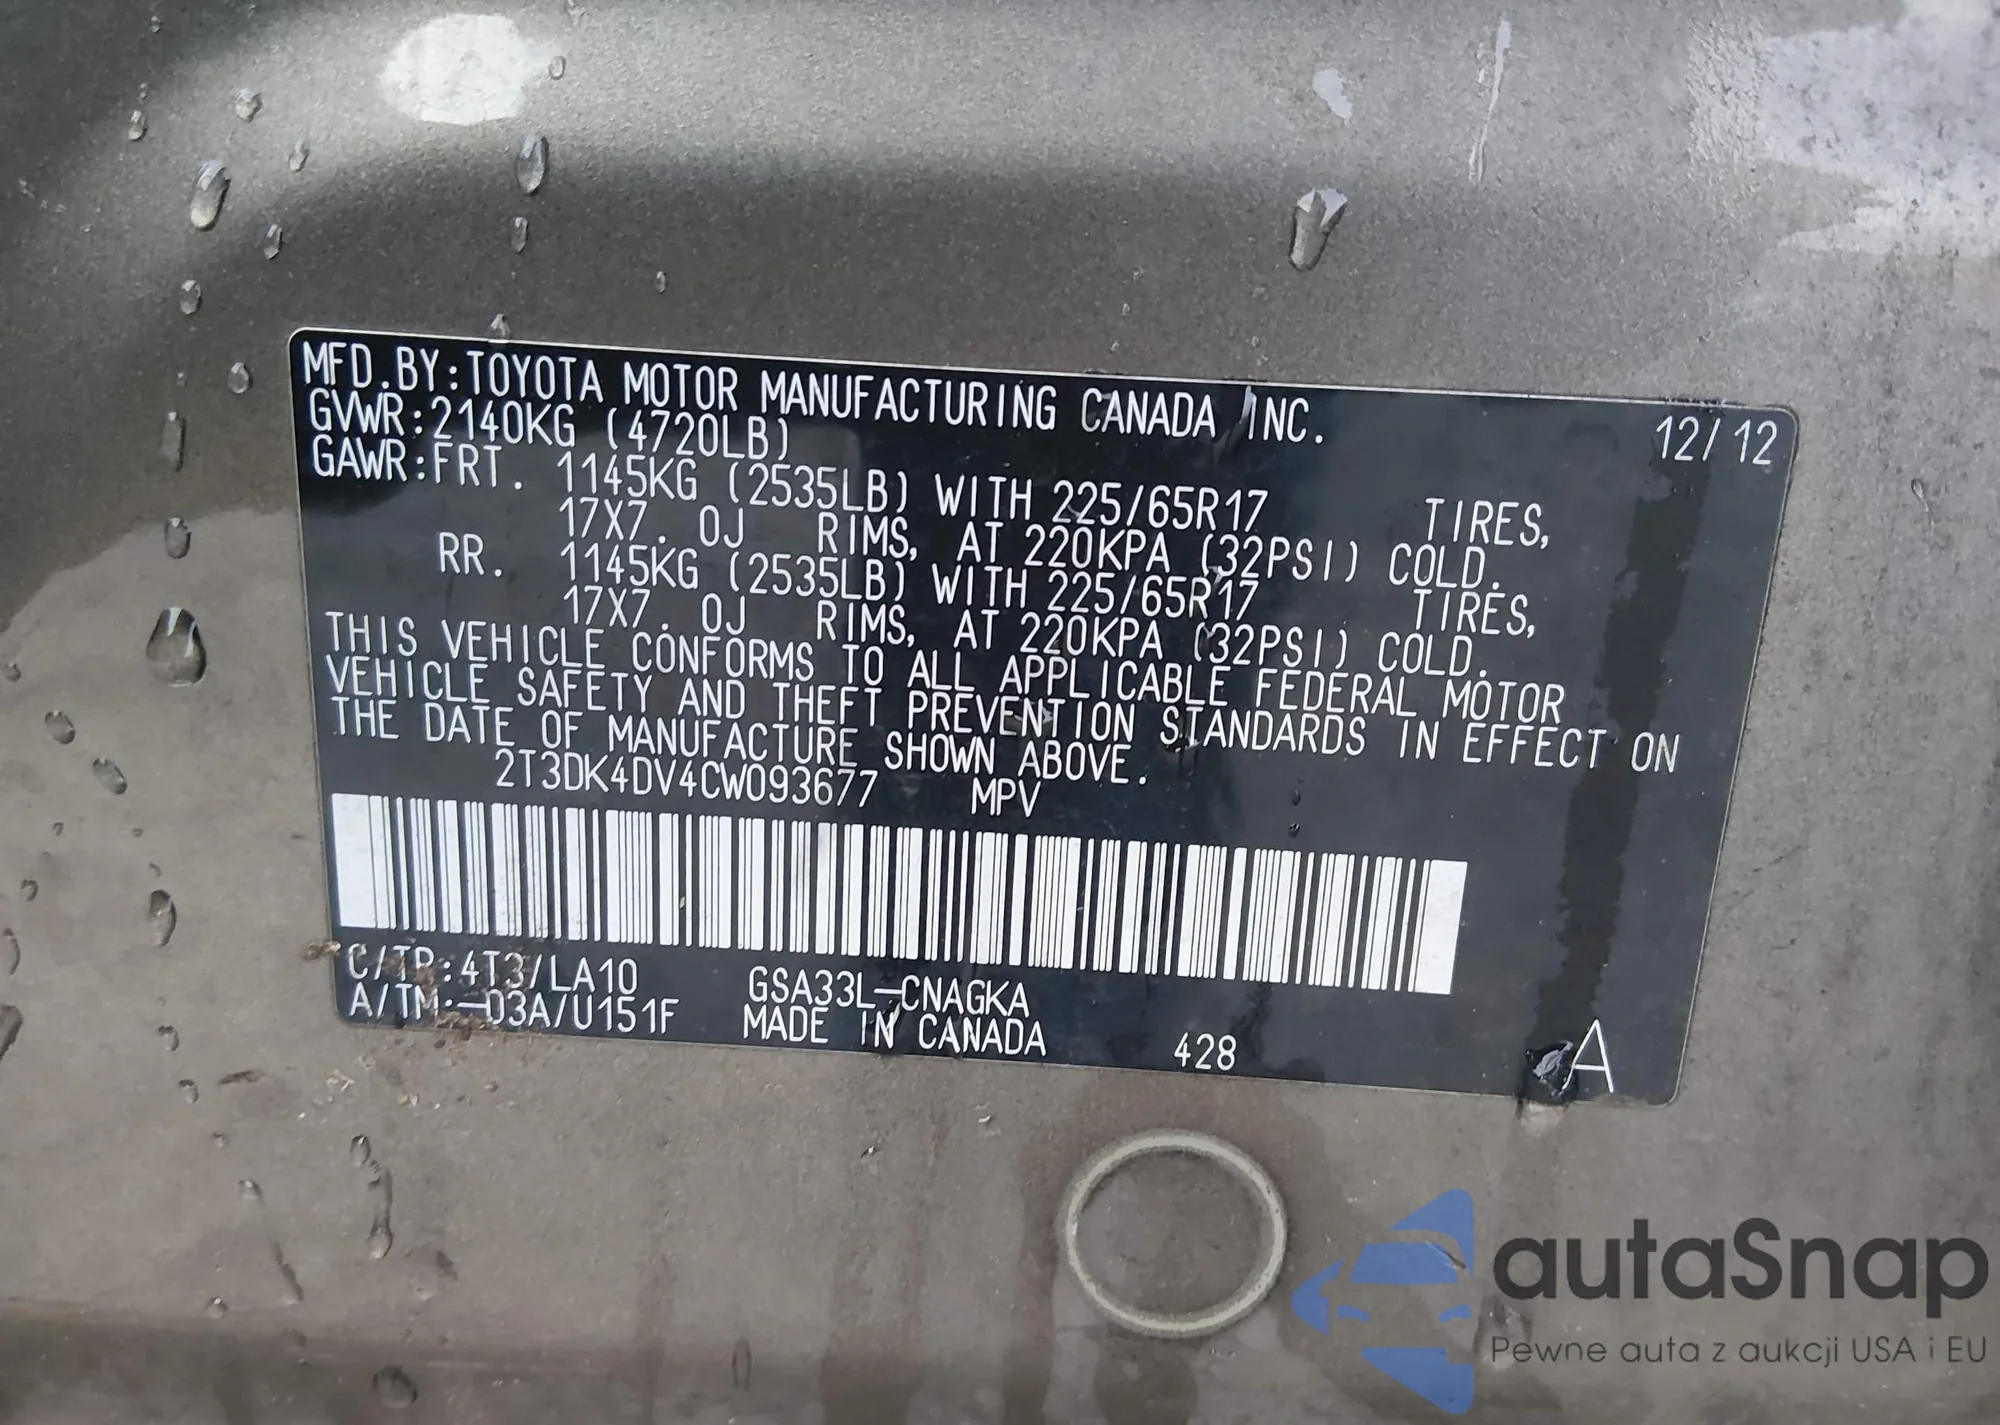 MFD.BY:TOYOTA MOTOR MANUFACTURING CANADA INC. 12/12
GVWR:2140KG (4720LB)
GAWR:FRT. 1145KG (2535LB) WITH 225/65R17 TIRES,
17X7.0J RIMS, AT 220KPA (32PSI) COLD.
RR. 1145KG (2535LB) WITH 225/65R17 TIRES,
17X7.0J RIMS, AT 220KPA (32PSI) COLD.
THIS VEHICLE CONFORMS TO ALL APPLICABLE FEDERAL MOTOR
VEHICLE SAFETY AND THEFT PREVENTION STANDARDS IN EFFECT ON
THE DATE OF MANUFACTURE SHOWN ABOVE.
2T3DK4DV4CW093677 MPV
C/TR:4T3/LA10 GSA33L-CNAGKA
A/TM:-03A/U151F MADE IN CANADA 428 A
autaSnap
Pewne auta z aukcji USA i EU